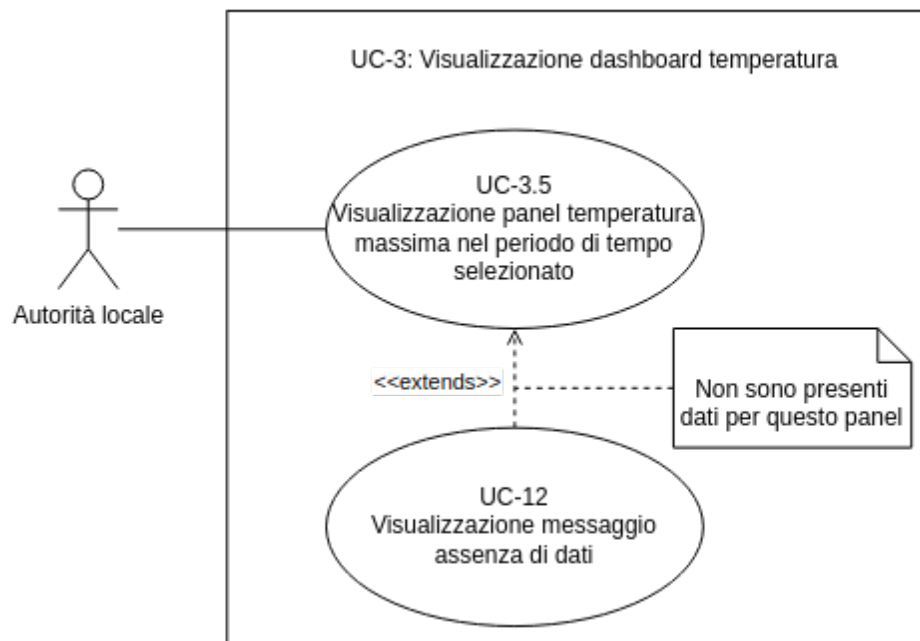 UC-3: Visualizzazione dashboard temperatura
UC-3.5
Visualizzazione panel temperatura
massima nel periodo di tempo
selezionato
Autorità locale
<<extends>>
Non sono presenti
dati per questo panel
UC-12
Visualizzazione messaggio
assenza di dati